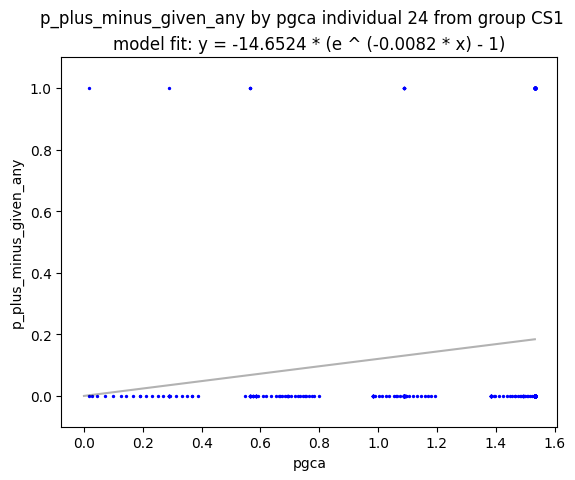 p_plus_minus_given_any by pgca individual 24 from group CS1
model fit: y = -14.6524 * (e ^ (-0.0082 * x) - 1)
1.0
0.8
0.6
0.4
0.2
0.0
p_plus_minus_given_any
0.0 0.2 0.4 0.6 0.8 1.0 1.2 1.4 1.6
pgca